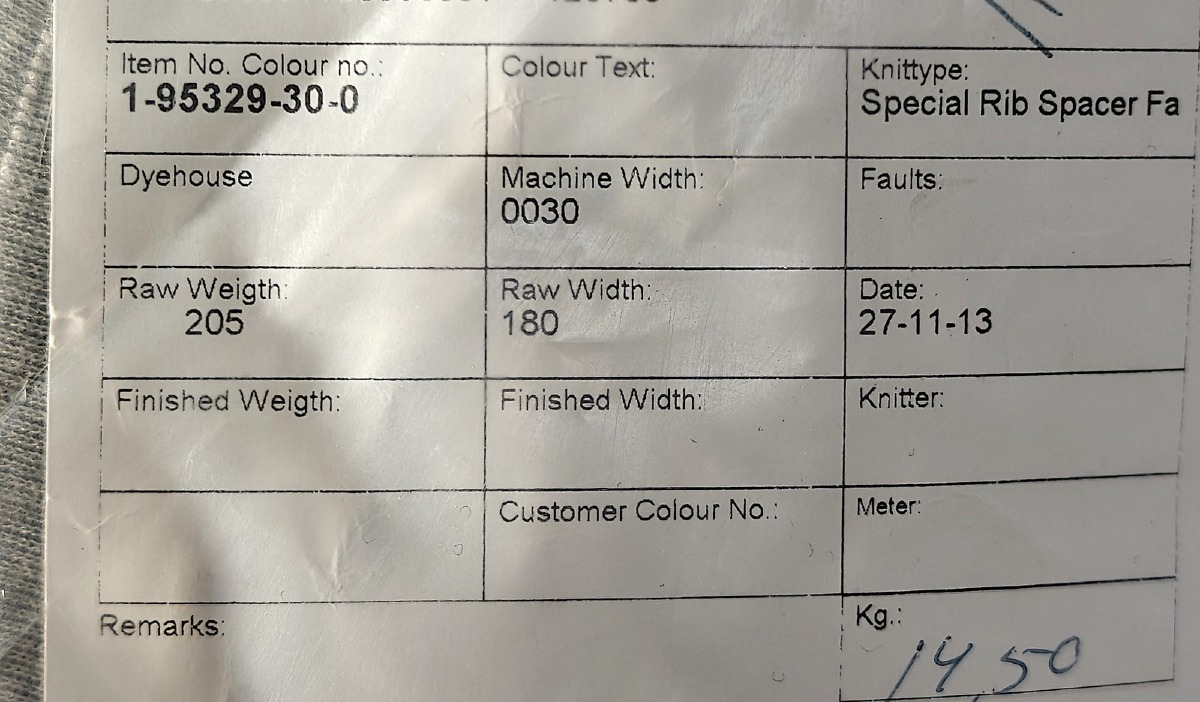 Item No. Colour no.:
1-95329-30-0
Colour Text:
Knittype:
Special Rib Spacer Fa
Dyehouse
Machine Width:
0030
Faults:
Raw Weigth:
205
Raw Width:
180
Date:
27-11-13
Finished Weigth:
Finished Width:
Knitter:
Customer Colour No.:
Meter:
Remarks:
Kg.:
14,50